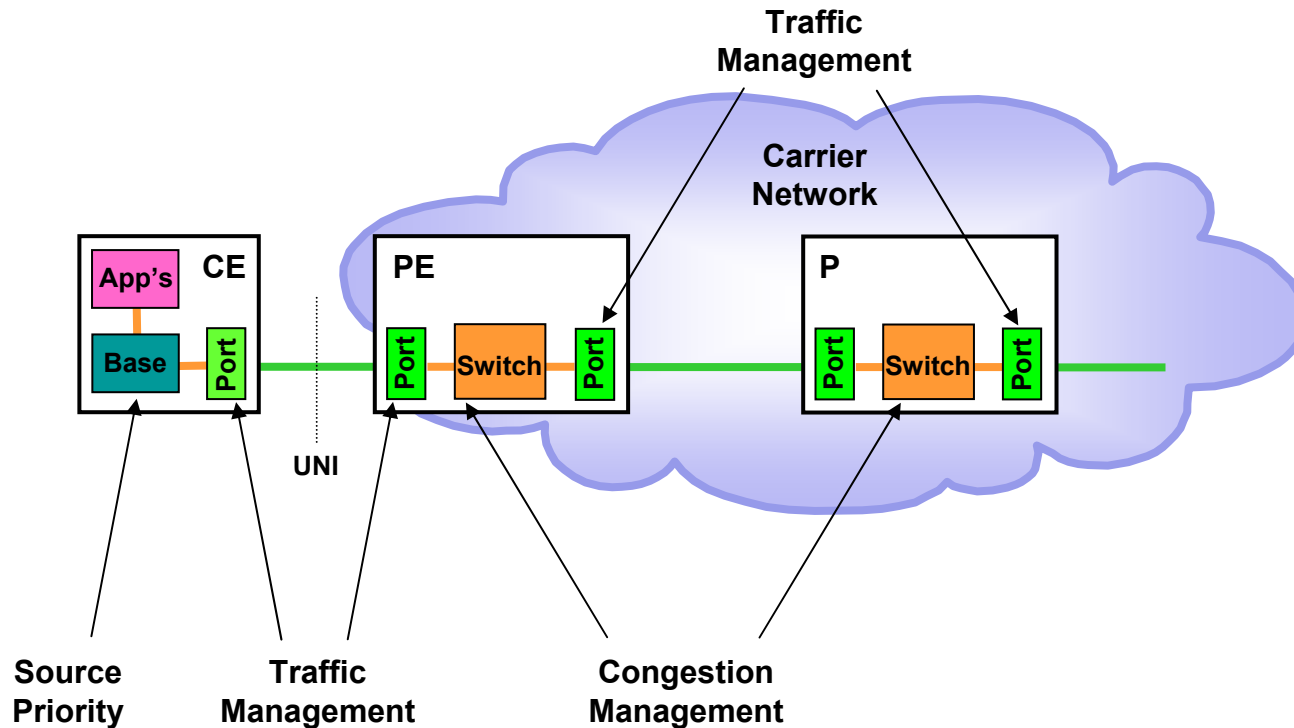 Traffic
Management
Carrier
Network
App's
CE
PE
P
Base
Port
Port
Switch
Port
Port
Switch
Port
UNI
Source
Priority
Traffic
Management
Congestion
Management